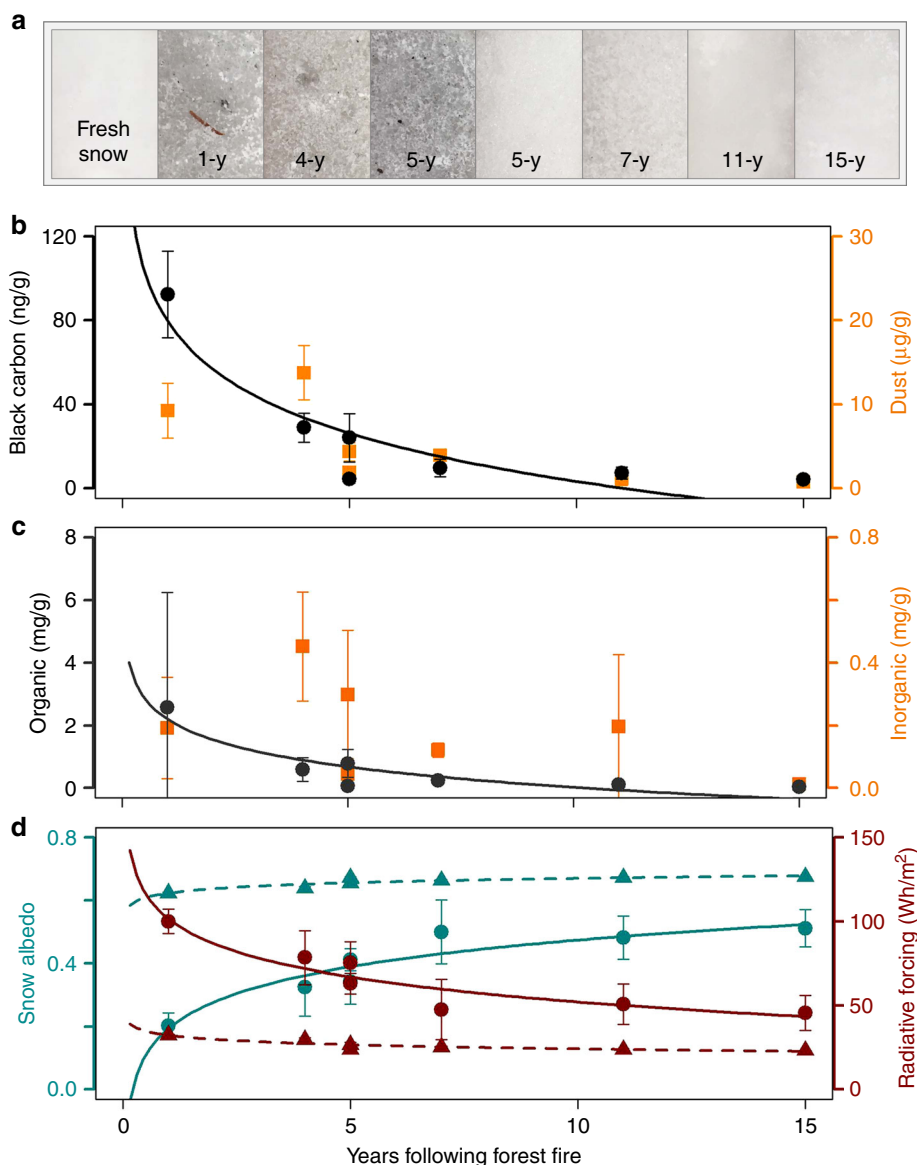 a
Fresh
snow
1-y
4-y
5-y
5-y
7-y
11-y
15-y
b
120
80
40
0
Black carbon (ng/g)
30
20
10
0
Dust (μg/g)
c
8
6
4
2
0
Organic (mg/g)
0.8
0.4
0.0
Inorganic (mg/g)
d
0.8
0.4
0.0
Snow albedo
150
100
50
0
Radiative forcing (Wh/m²)
0
5
10
15
Years following forest fire